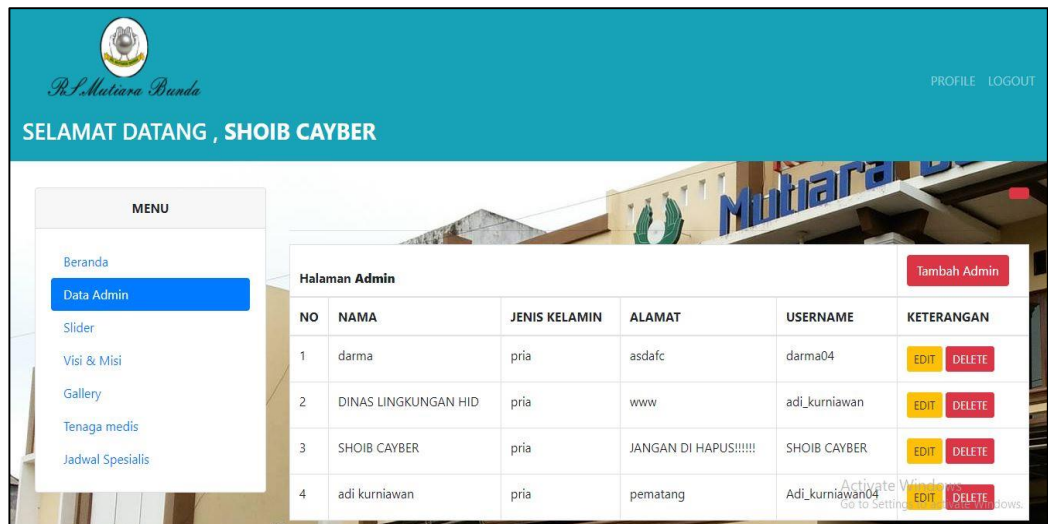 RS.Mutiara Bunda
PROFILE LOGOUT
SELAMAT DATANG , SHOIB CAYBER
Mutiara
MENU
Beranda
Data Admin
Slider
Visi & Misi
Gallery
Tenaga medis
Jadwal Spesialis
Halaman Admin
Tambah Admin
NO NAMA JENIS KELAMIN ALAMAT USERNAME KETERANGAN
1 darma pria asdafc darma04 EDIT DELETE
2 DINAS LINGKUNGAN HID pria www adi_kurniawan EDIT DELETE
3 SHOIB CAYBER pria JANGAN DI HAPUS!!!!!! SHOIB CAYBER EDIT DELETE
4 adi kurniawan pria pematang Adi_kurniawan04 EDIT DELETE
Activate Windows
Go to Settings to activate Windows.